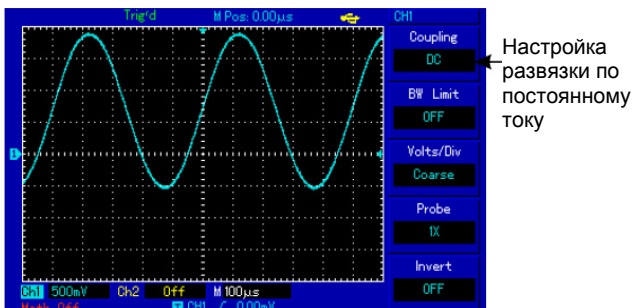 Trig'd M Pos: 0.00μs CH1
Coupling
DC
Настройка
развязки по
постоянному
току
BW Limit
OFF
1
Volts/Div
Coarse
Probe
1X
Invert
OFF
Ch1 500mV Ch2 Off M 100μs
Math Off T CH1 / 0.00mV